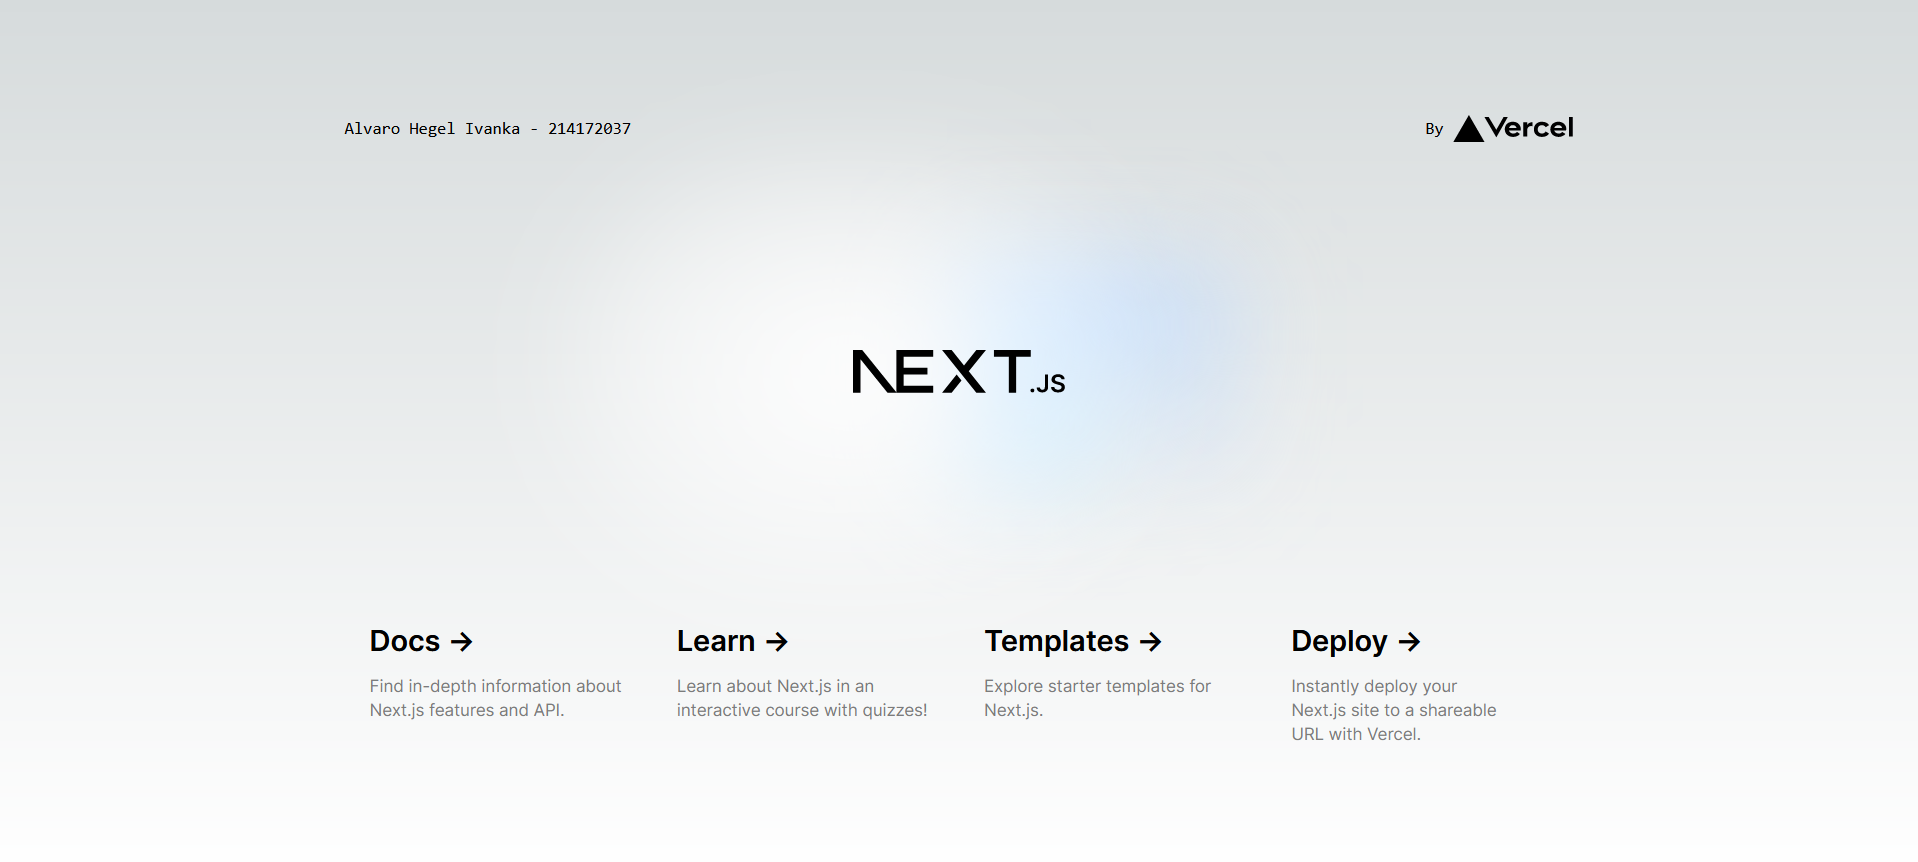 Alvaro Hegel Ivanka - 214172037
By Vercel
NEXT.JS
Docs →
Find in-depth information about
Next.js features and API.
Learn →
Learn about Next.js in an
interactive course with quizzes!
Templates →
Explore starter templates for
Next.js.
Deploy →
Instantly deploy your
Next.js site to a shareable
URL with Vercel.